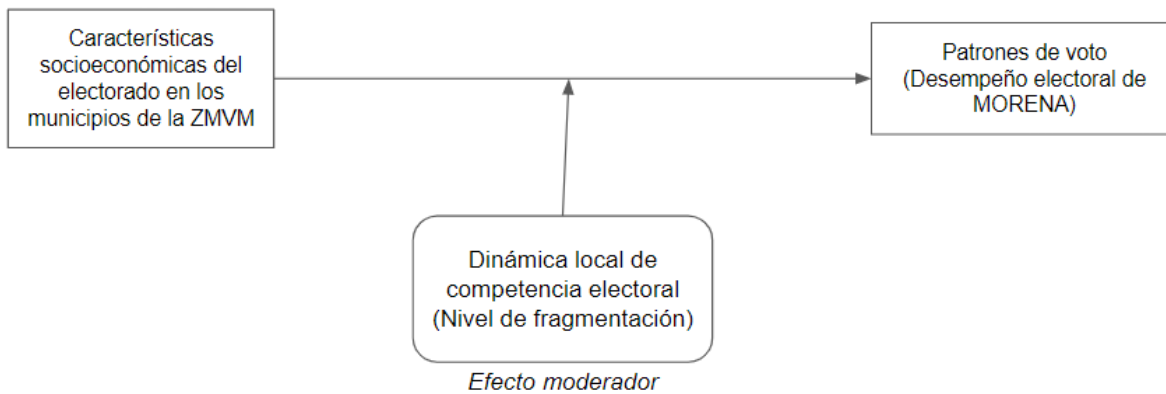 Características
socioeconómicas del
electorado en los
municipios de la ZMVM
Patrones de voto
(Desempeño electoral de
MORENA)
Dinámica local de
competencia electoral
(Nivel de fragmentación)
Efecto moderador